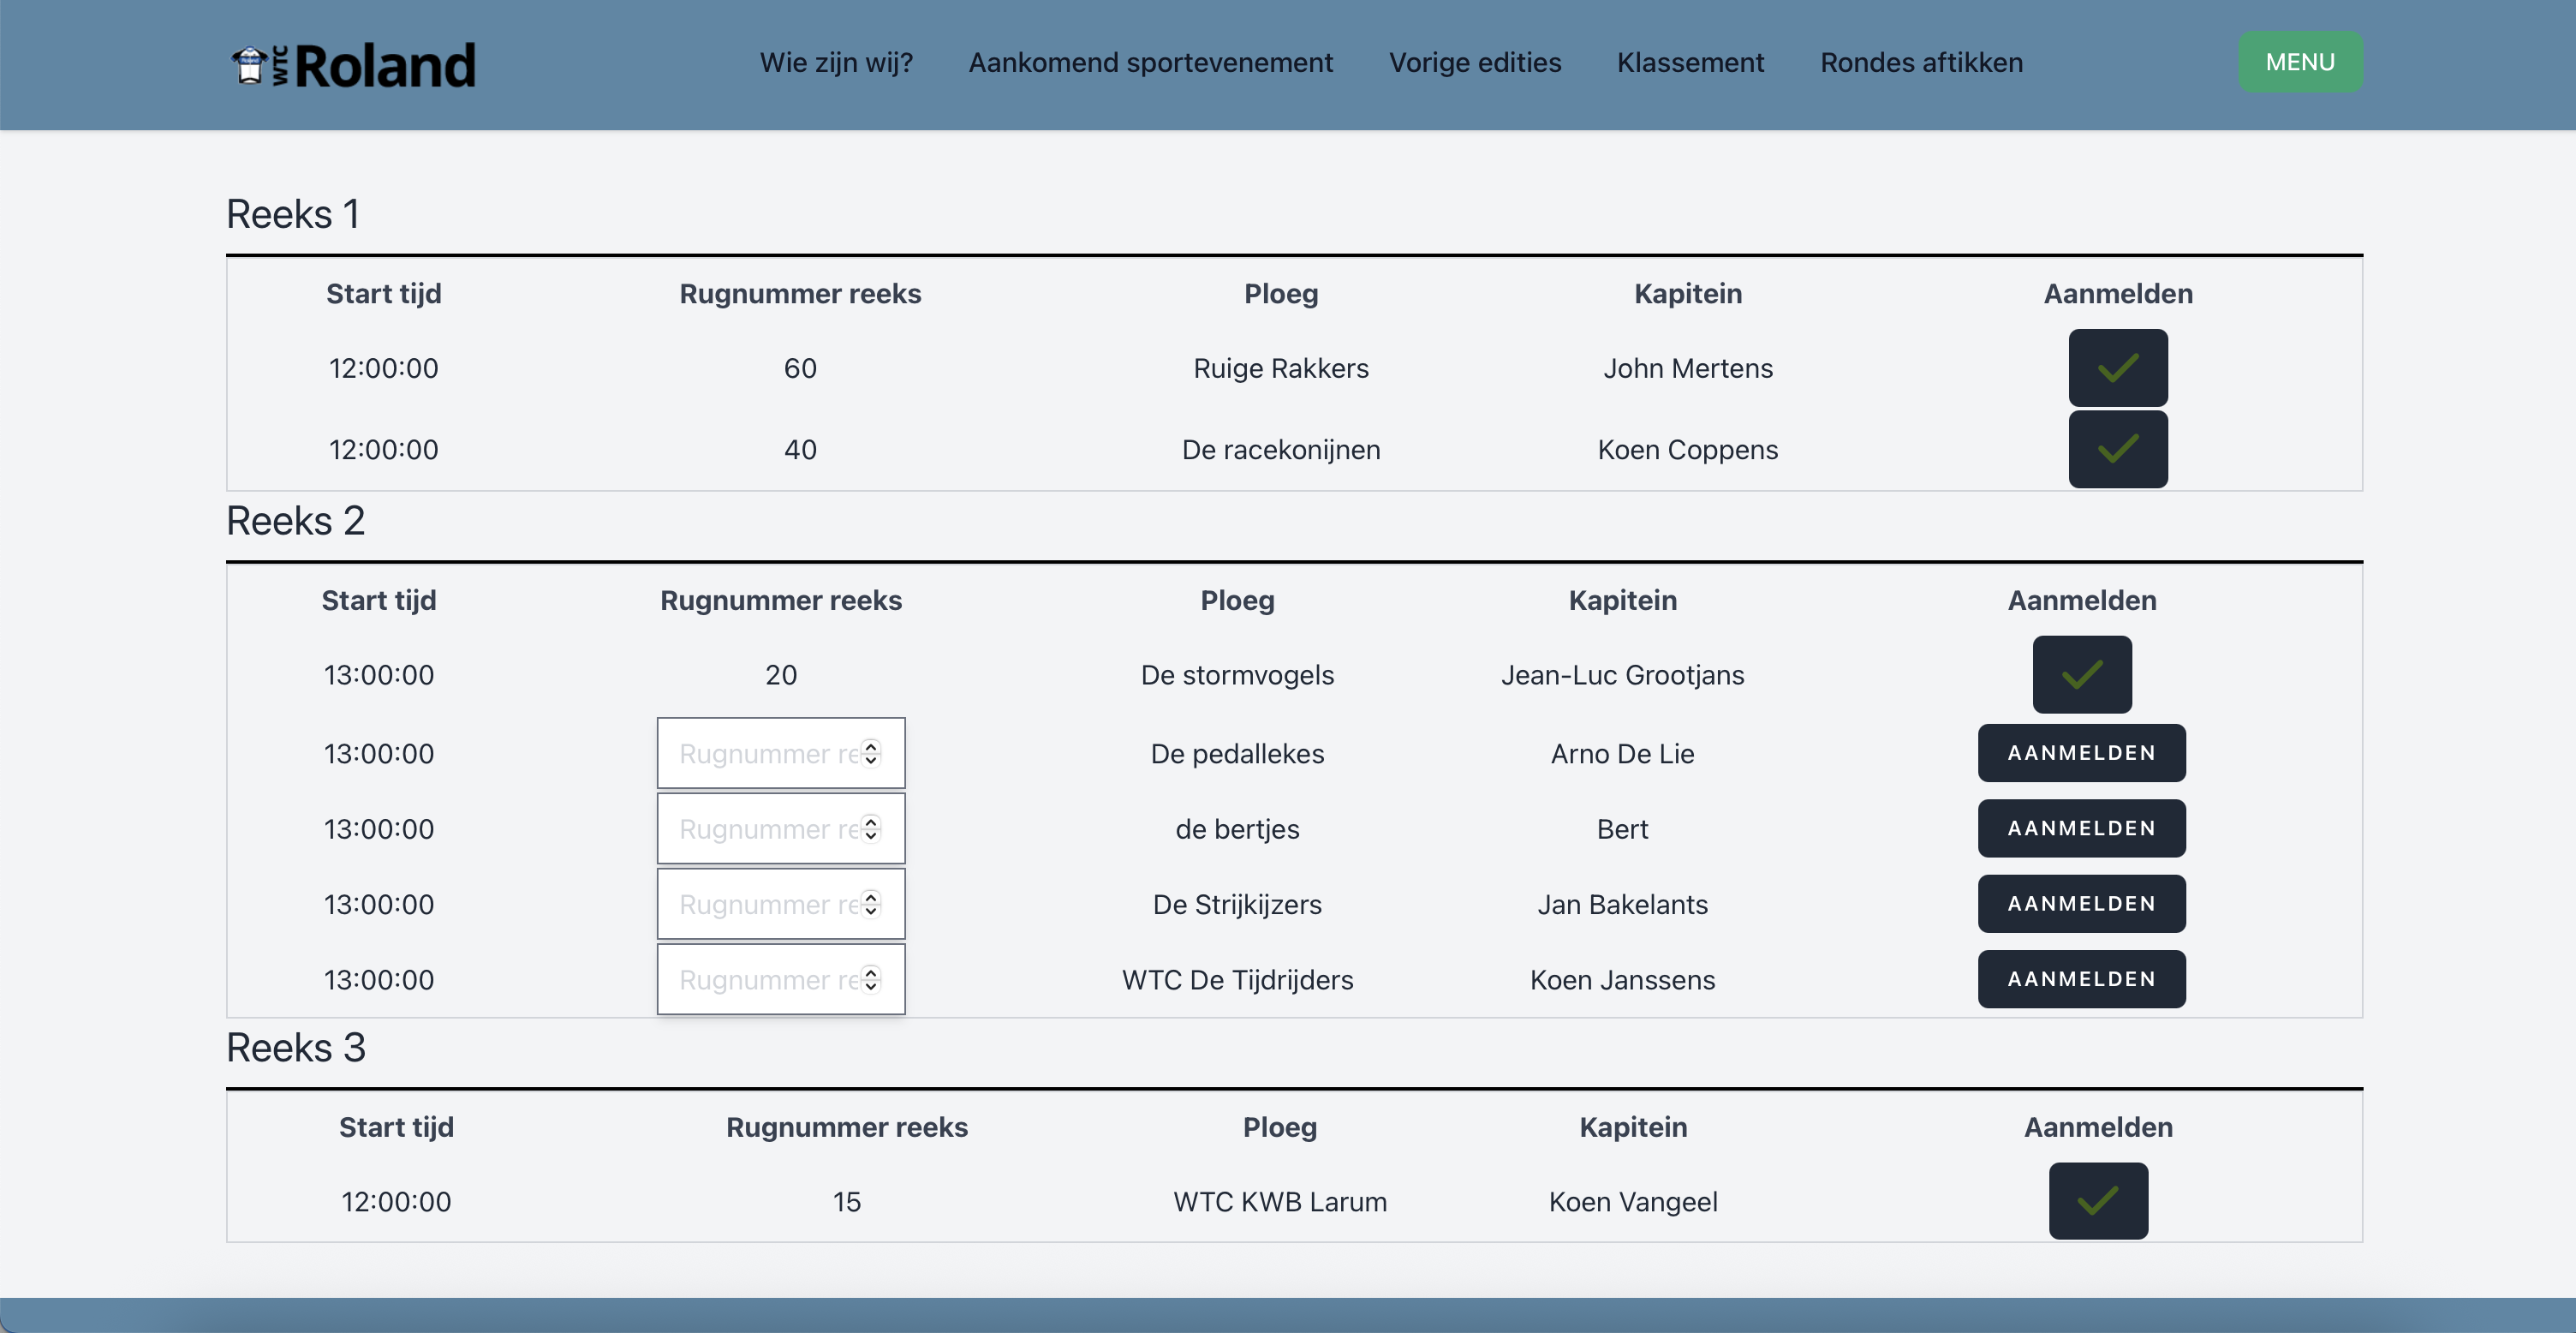 WTC Roland
Wie zijn wij? Aankomend sportevenement Vorige edities Klassement Rondes aftikken MENU
Reeks 1
Start tijd Rugnummer reeks Ploeg Kapitein Aanmelden
12:00:00 60 Ruige Rakkers John Mertens
12:00:00 40 De racekonijnen Koen Coppens
Reeks 2
Start tijd Rugnummer reeks Ploeg Kapitein Aanmelden
13:00:00 20 De stormvogels Jean-Luc Grootjans
13:00:00 Rugnummer re De pedallekes Arno De Lie AANMELDEN
13:00:00 Rugnummer re de bertjes Bert AANMELDEN
13:00:00 Rugnummer re De Strijkijzers Jan Bakelants AANMELDEN
13:00:00 Rugnummer re WTC De Tijdrijders Koen Janssens AANMELDEN
Reeks 3
Start tijd Rugnummer reeks Ploeg Kapitein Aanmelden
12:00:00 15 WTC KWB Larum Koen Vangeel